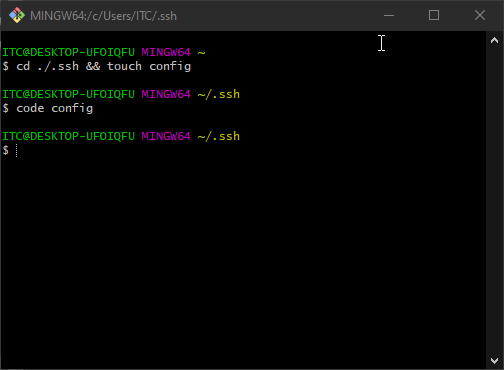 MINGW64:/c/Users/ITC/.ssh
ITC@DESKTOP-UFOIQFU MINGW64 ~
$ cd ./.ssh && touch config
ITC@DESKTOP-UFOIQFU MINGW64 ~/.ssh
$ code config
ITC@DESKTOP-UFOIQFU MINGW64 ~/.ssh
$